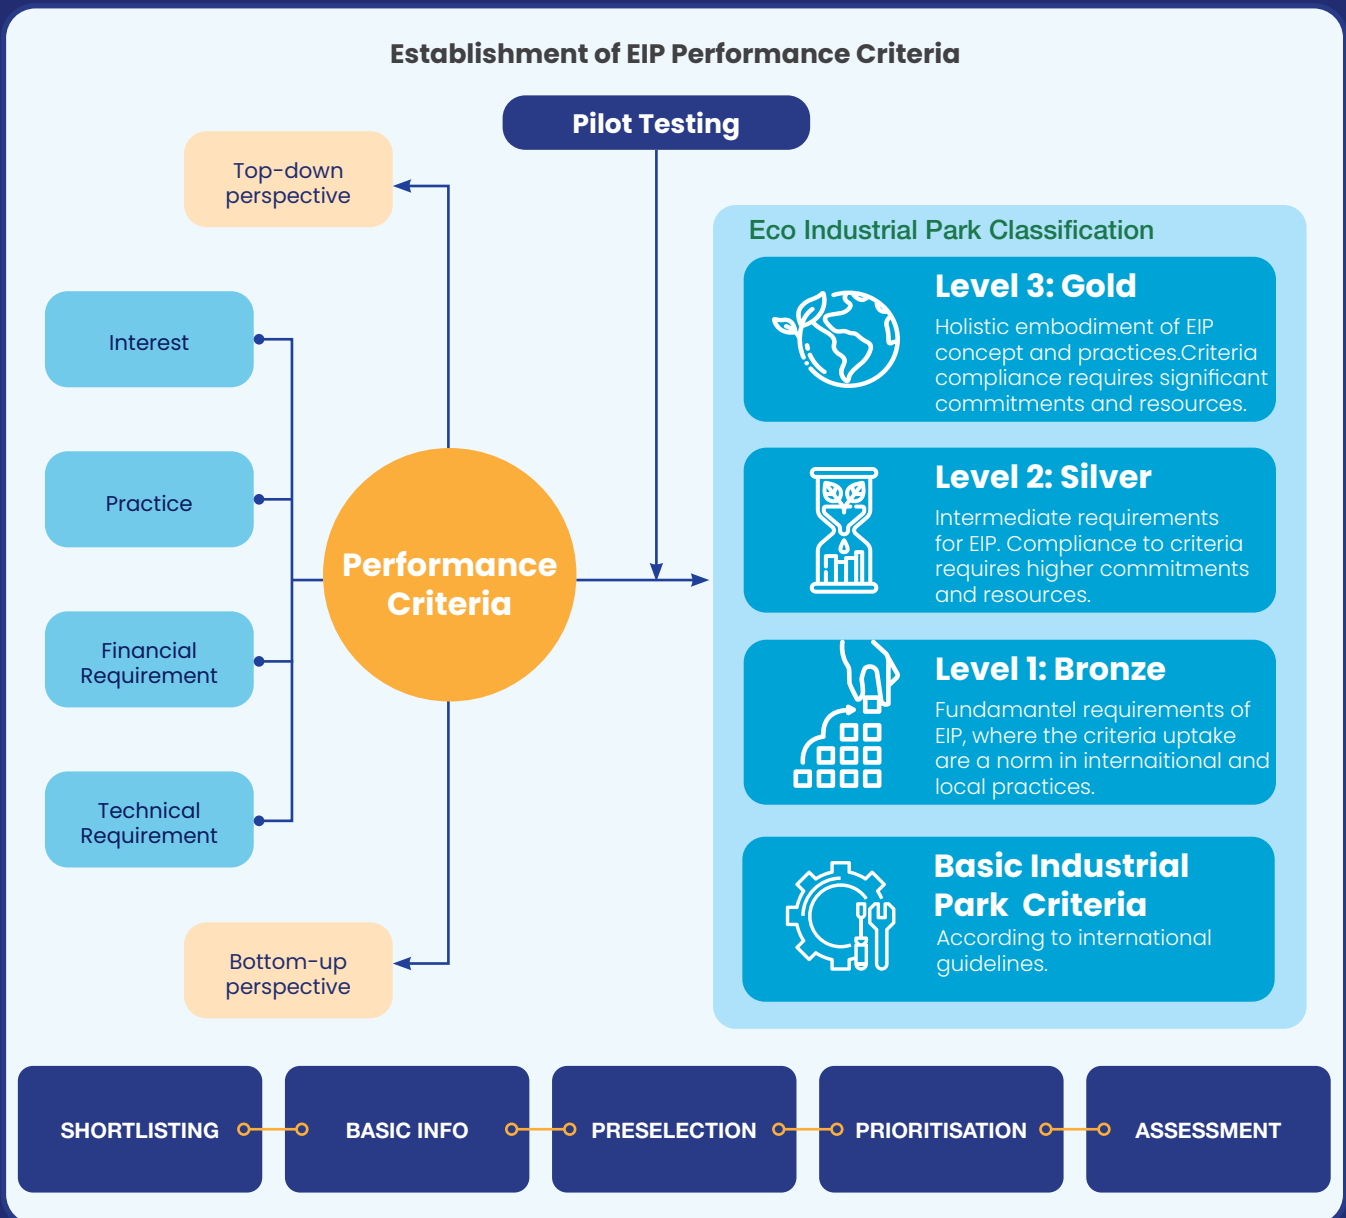 Establishment of EIP Performance Criteria
Pilot Testing
Top-down
perspective
Interest
Practice
Financial
Requirement
Technical
Requirement
Performance
Criteria
Bottom-up
perspective
Eco Industrial Park Classification
Level 3: Gold
Holistic embodiment of EIP
concept and practices.Criteria
compliance requires significant
commitments and resources.
Level 2: Silver
Intermediate requirements
for EIP. Compliance to criteria
requires higher commitments
and resources.
Level 1: Bronze
Fundamantel requirements of
EIP, where the criteria uptake
are a norm in internaitional and
local practices.
Basic Industrial
Park Criteria
According to international
guidelines.
SHORTLISTING
BASIC INFO
PRESELECTION
PRIORITISATION
ASSESSMENT